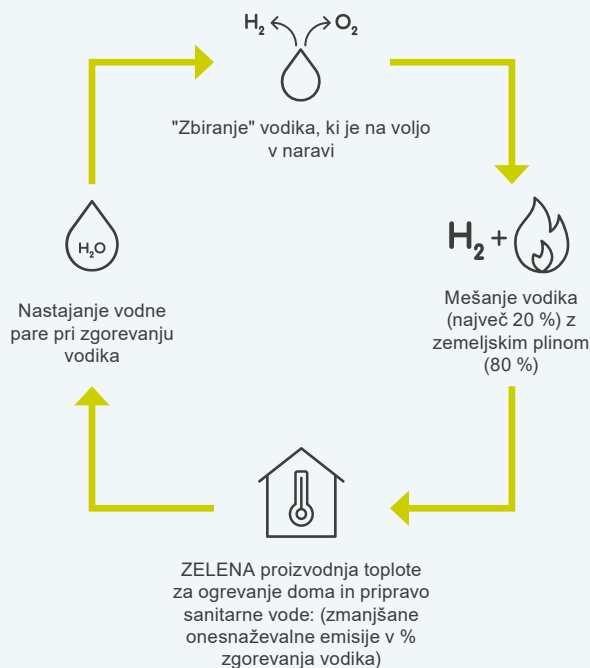 H₂ O₂
"Zbiranje" vodika, ki je na voljo
v naravi
H₂ +
Mešanje vodika
(največ 20 %) z
zemeljskim plinom
(80 %)
ZELENA proizvodnja toplote
za ogrevanje doma in pripravo
sanitarne vode: (zmanjšane
onesnaževalne emisije v %
zgorevanja vodika)
H₂O
Nastajanje vodne
pare pri zgorevanju
vodika